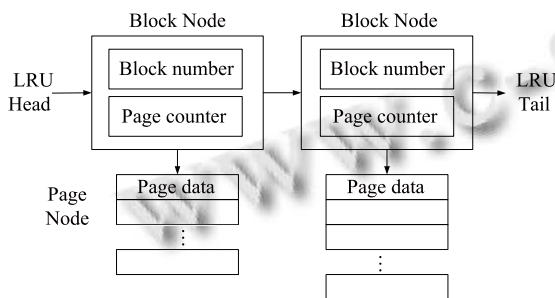 Block Node Block Node
LRU Head
Block number
Page counter
Block number
Page counter
LRU Tail
Page Node
Page data
Page data
⋮
⋮
www.c-